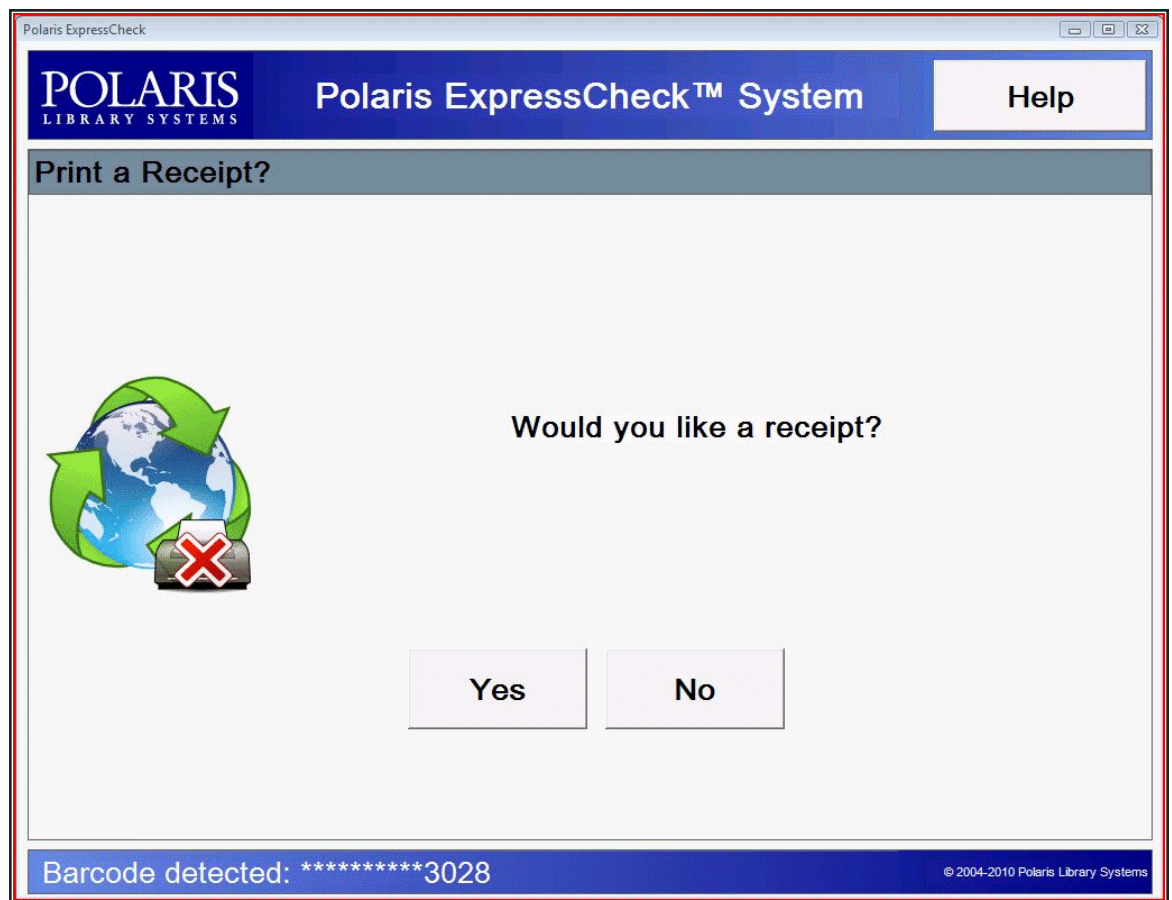 Polaris ExpressCheck
POLARIS
LIBRARY SYSTEMS
Polaris ExpressCheck™ System
Help
Print a Receipt?
Would you like a receipt?
Yes
No
Barcode detected: **********3028
© 2004-2010 Polaris Library Systems